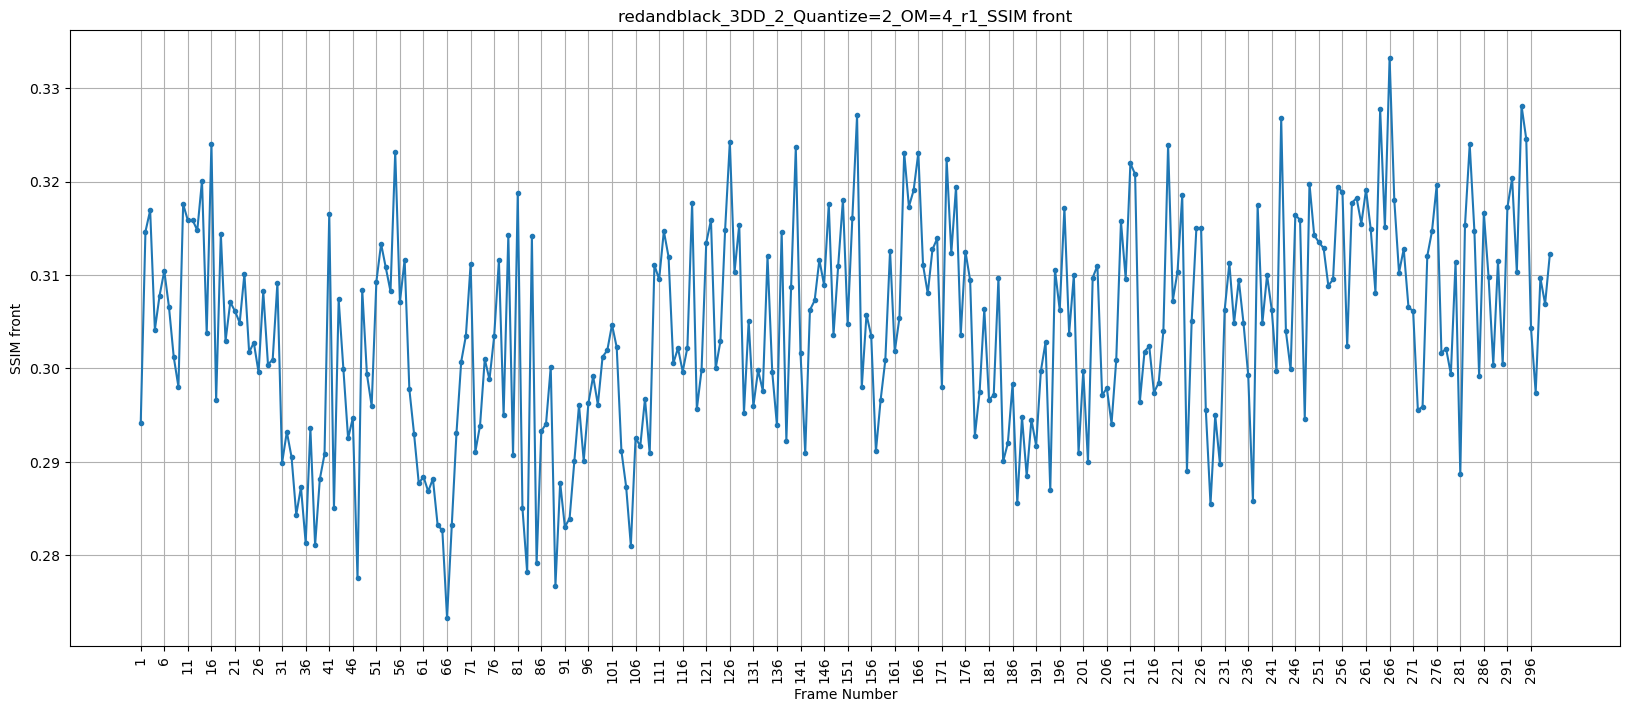 redandblack_3DD_2_Quantize=2_OM=4_r1_SSIM front
SSIM front
0.33
0.32
0.31
0.30
0.29
0.28
1 6 11 16 21 26 31 36 41 46 51 56 61 66 71 76 81 86 91 96 101 106 111 116 121 126 131 136 141 146 151 156 161 166 171 176 181 186 191 196 201 206 211 216 221 226 231 236 241 246 251 256 261 266 271 276 281 286 291 296
Frame Number